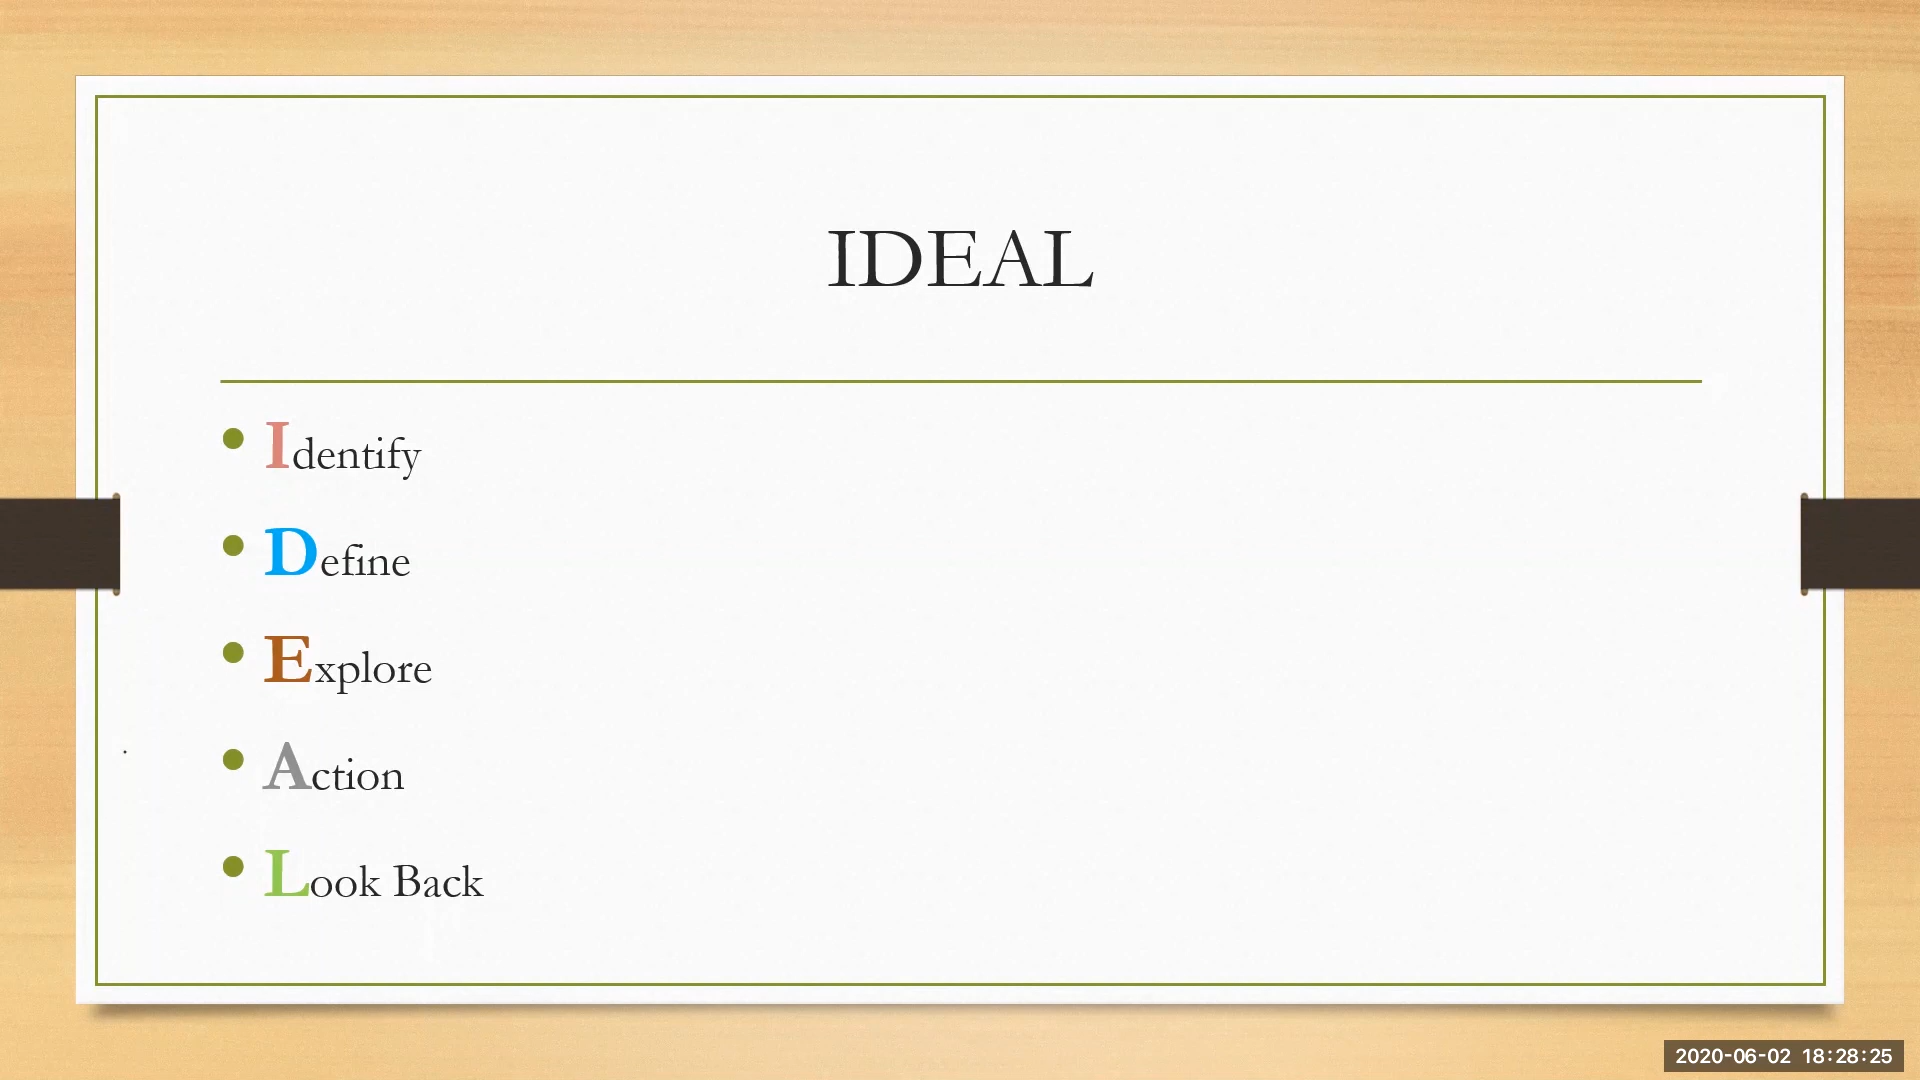 IDEAL
• Identify
• Define
• Explore
• Action
• Look Back
2020-06-02 18:28:25